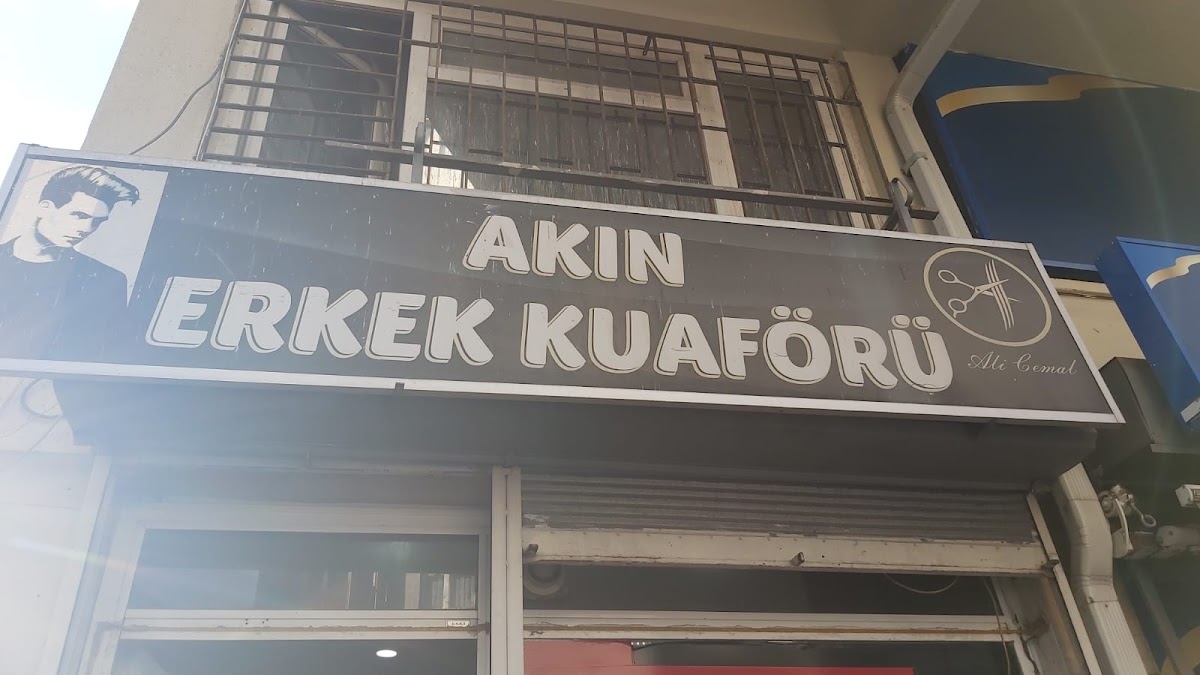 AKIN
ERKEK KUAFÖRÜ
Ali Cemal